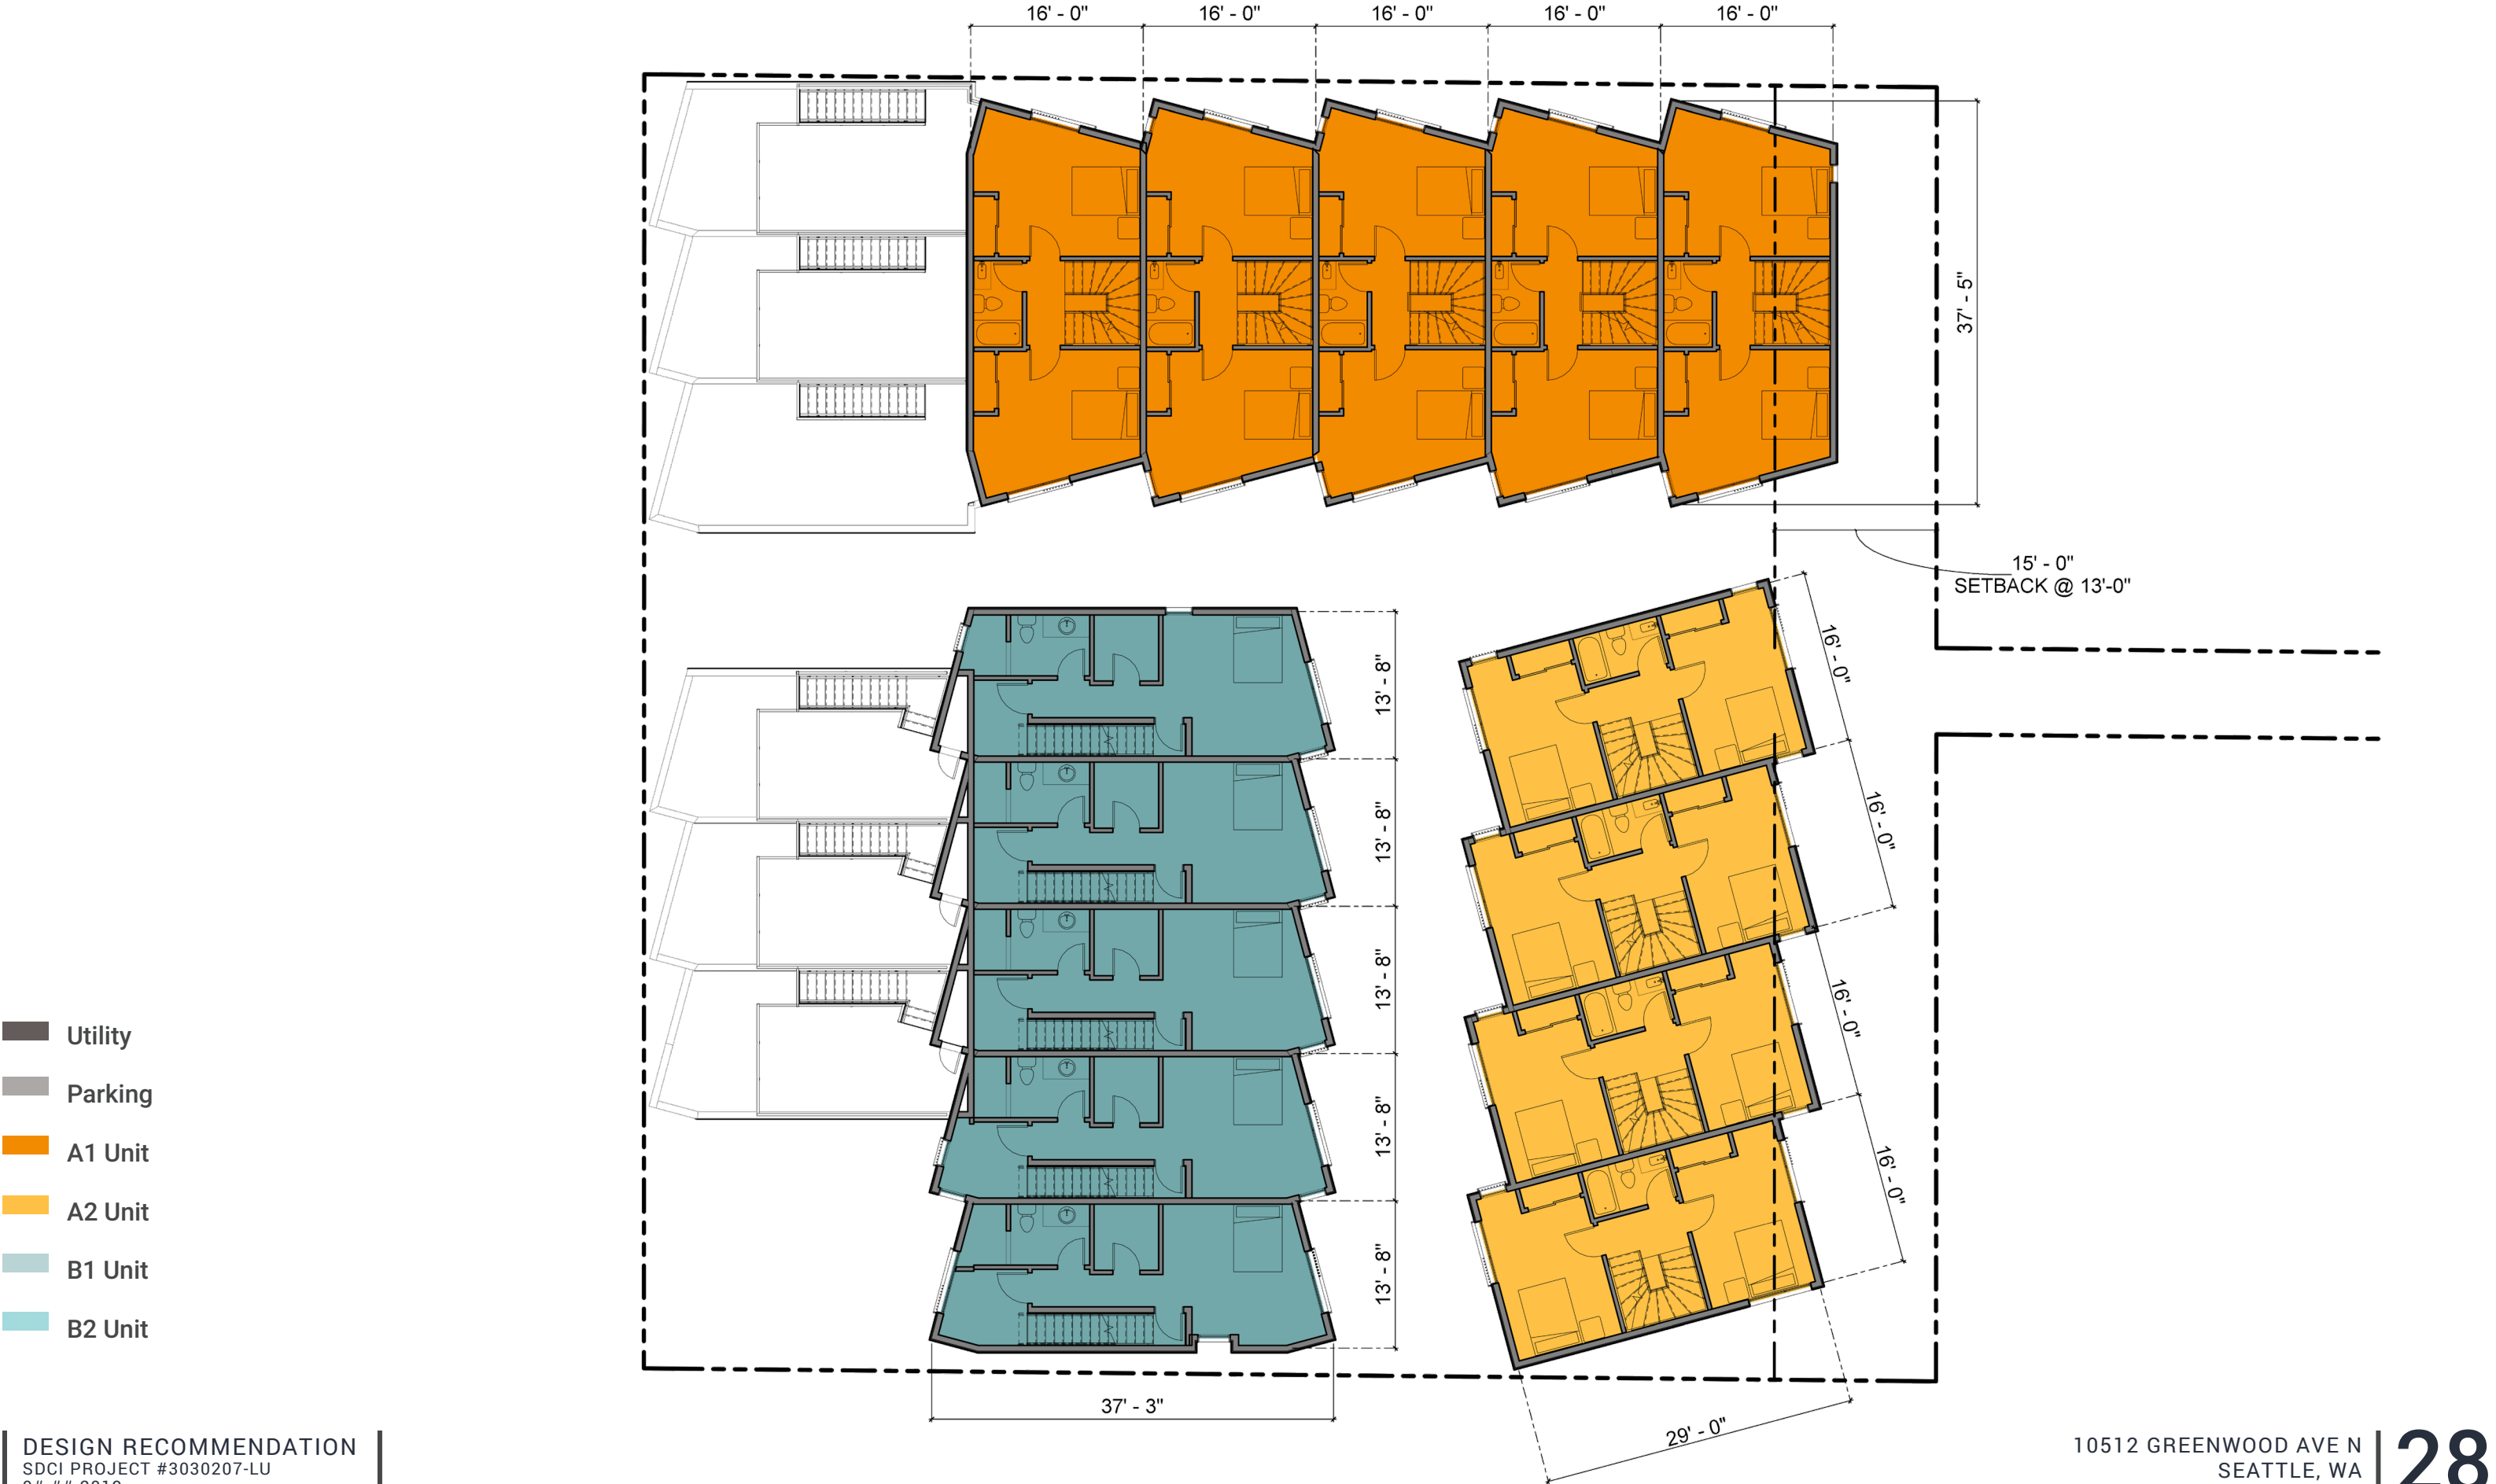 16' - 0" 16' - 0" 16' - 0" 16' - 0" 16' - 0"
37' - 5"
15' - 0"
SETBACK @ 13'-0"
13' - 8"
13' - 8"
13' - 8"
13' - 8"
13' - 8"
16' - 0"
16' - 0"
16' - 0"
16' - 0"
37' - 3"
29' - 0"
Utility
Parking
A1 Unit
A2 Unit
B1 Unit
B2 Unit
DESIGN RECOMMENDATION
SDCI PROJECT #3030207-LU
10512 GREENWOOD AVE N
SEATTLE, WA
28